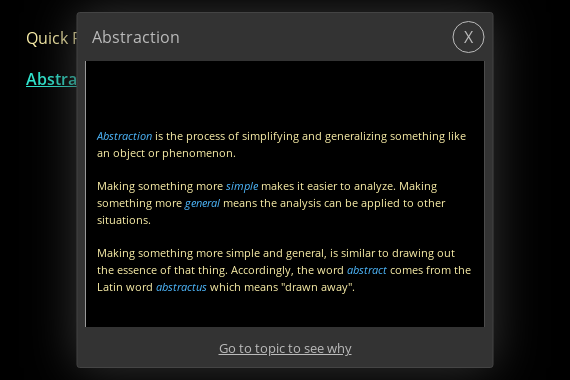 Quick
Abstraction
X
Abstra
Abstraction is the process of simplifying and generalizing something like
an object or phenomenon.
Making something more simple makes it easier to analyze. Making
something more general means the analysis can be applied to other
situations.
Making something more simple and general, is similar to drawing out
the essence of that thing. Accordingly, the word abstract comes from the
Latin word abstractus which means "drawn away".
Go to topic to see why